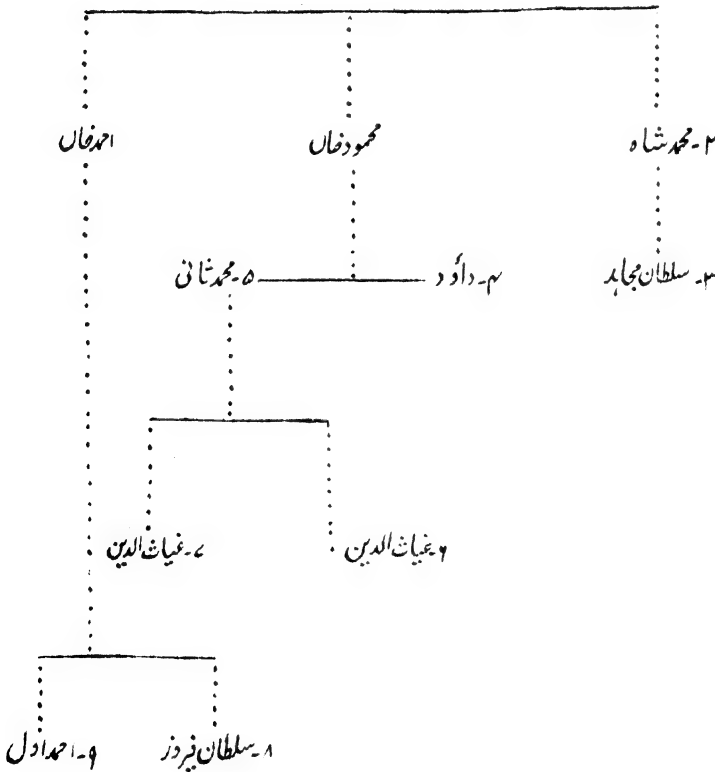 ۲۔ محمد شاہ محمود خاں احمد خاں
۳۔ سلطان مجاہد ۴۔ داؤد ۵۔ محمد ثانی
۶۔ غیاث الدین ۷۔ غیاث الدین
۸۔ سلطان فیروز ۹۔ احمد اول